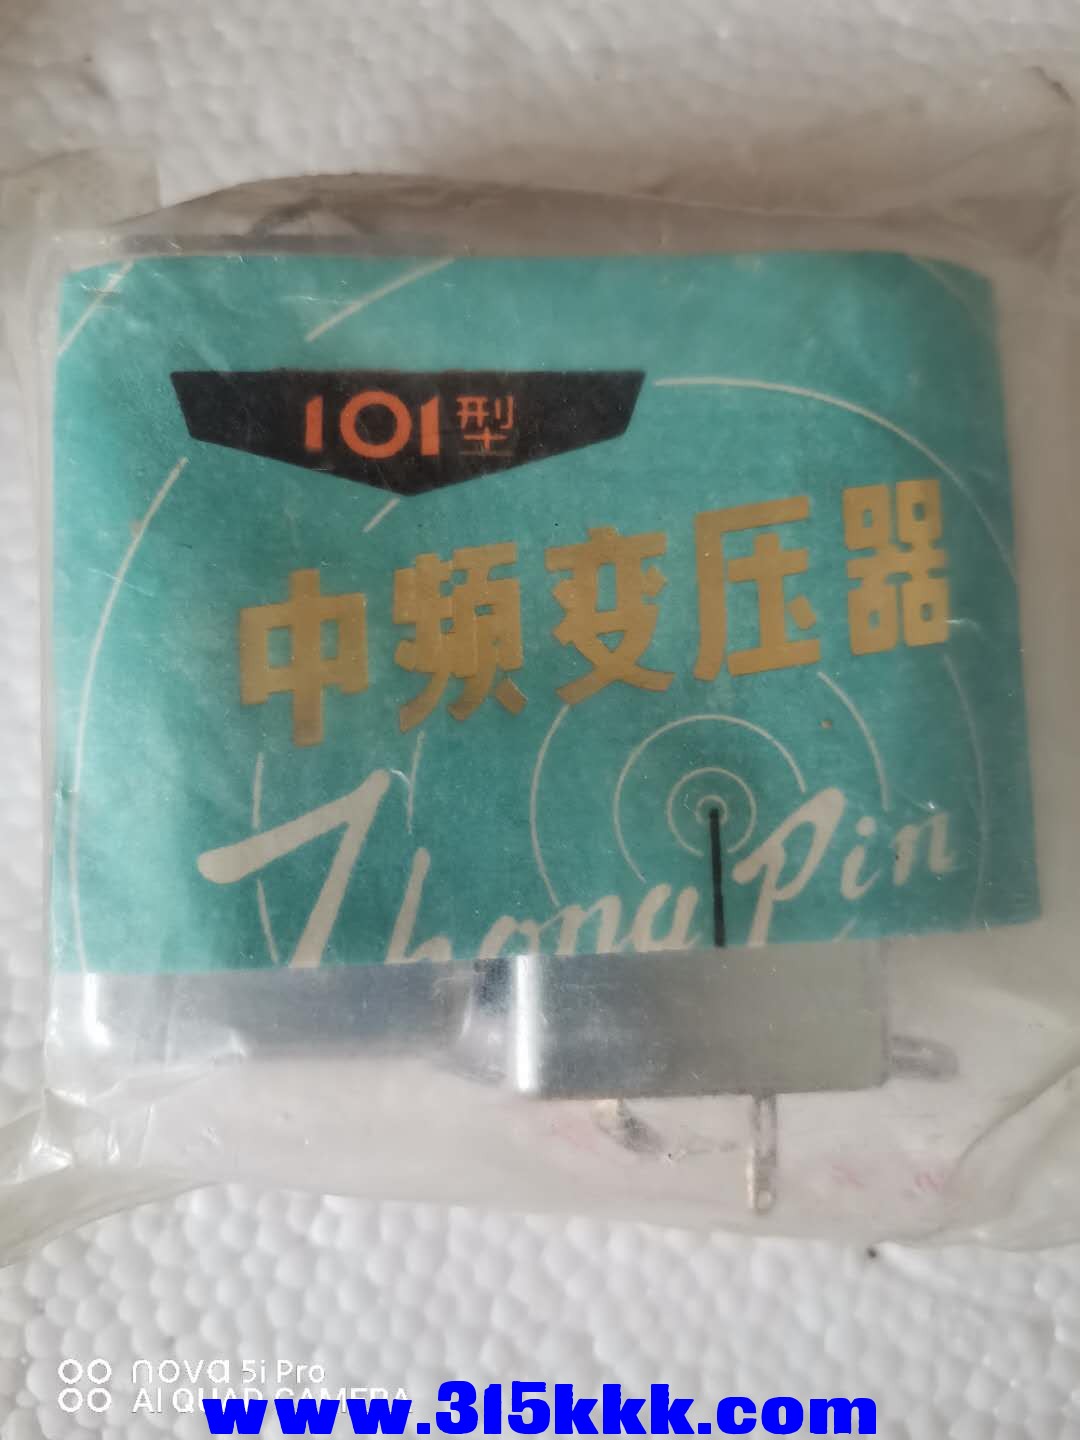 101型
中频变压器
Zhong Pin
nova 5i Pro
AI QUAD CAMERA
www.315kkk.com